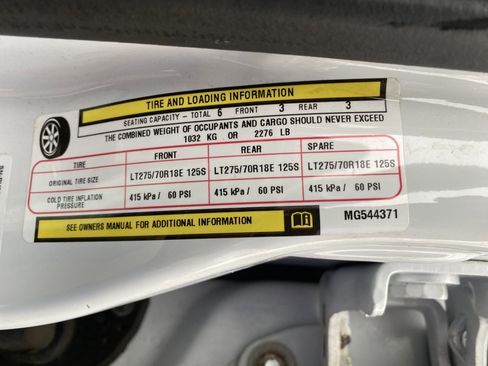 TIRE AND LOADING INFORMATION
SEATING CAPACITY - TOTAL 6 FRONT 3 REAR 3
THE COMBINED WEIGHT OF OCCUPANTS AND CARGO SHOULD NEVER EXCEED
1032 KG OR 2276 LB
TIRE FRONT REAR SPARE
ORIGINAL TIRE SIZE LT275/70R18E 125S LT275/70R18E 125S LT275/70R18E 125S
COLD TIRE INFLATION PRESSURE 415 kPa / 60 PSI 415 kPa / 60 PSI 415 kPa / 60 PSI
SEE OWNERS MANUAL FOR ADDITIONAL INFORMATION
MG544371